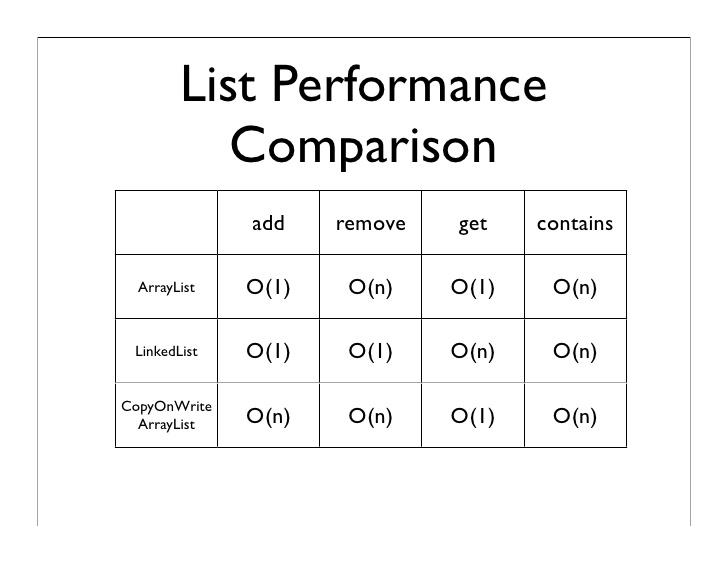 List Performance
Comparison
add remove get contains
ArrayList O(1) O(n) O(1) O(n)
LinkedList O(1) O(1) O(n) O(n)
CopyOnWrite
ArrayList O(n) O(n) O(1) O(n)